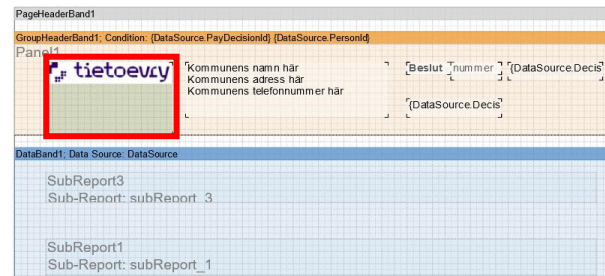 PageHeaderBand1
GroupHeaderBand1; Condition: {DataSource.PayDecisionId} {DataSource.PersonId}
Panel1
tietoevry
Kommunens namn här
Kommunens adress här
Kommunens telefonnummer här
Beslut nummer {DataSource.Decis
{DataSource.Decis
DataBand1; Data Source: DataSource
SubReport3
Sub-Report: subReport_3
SubReport1
Sub-Report: subReport_1